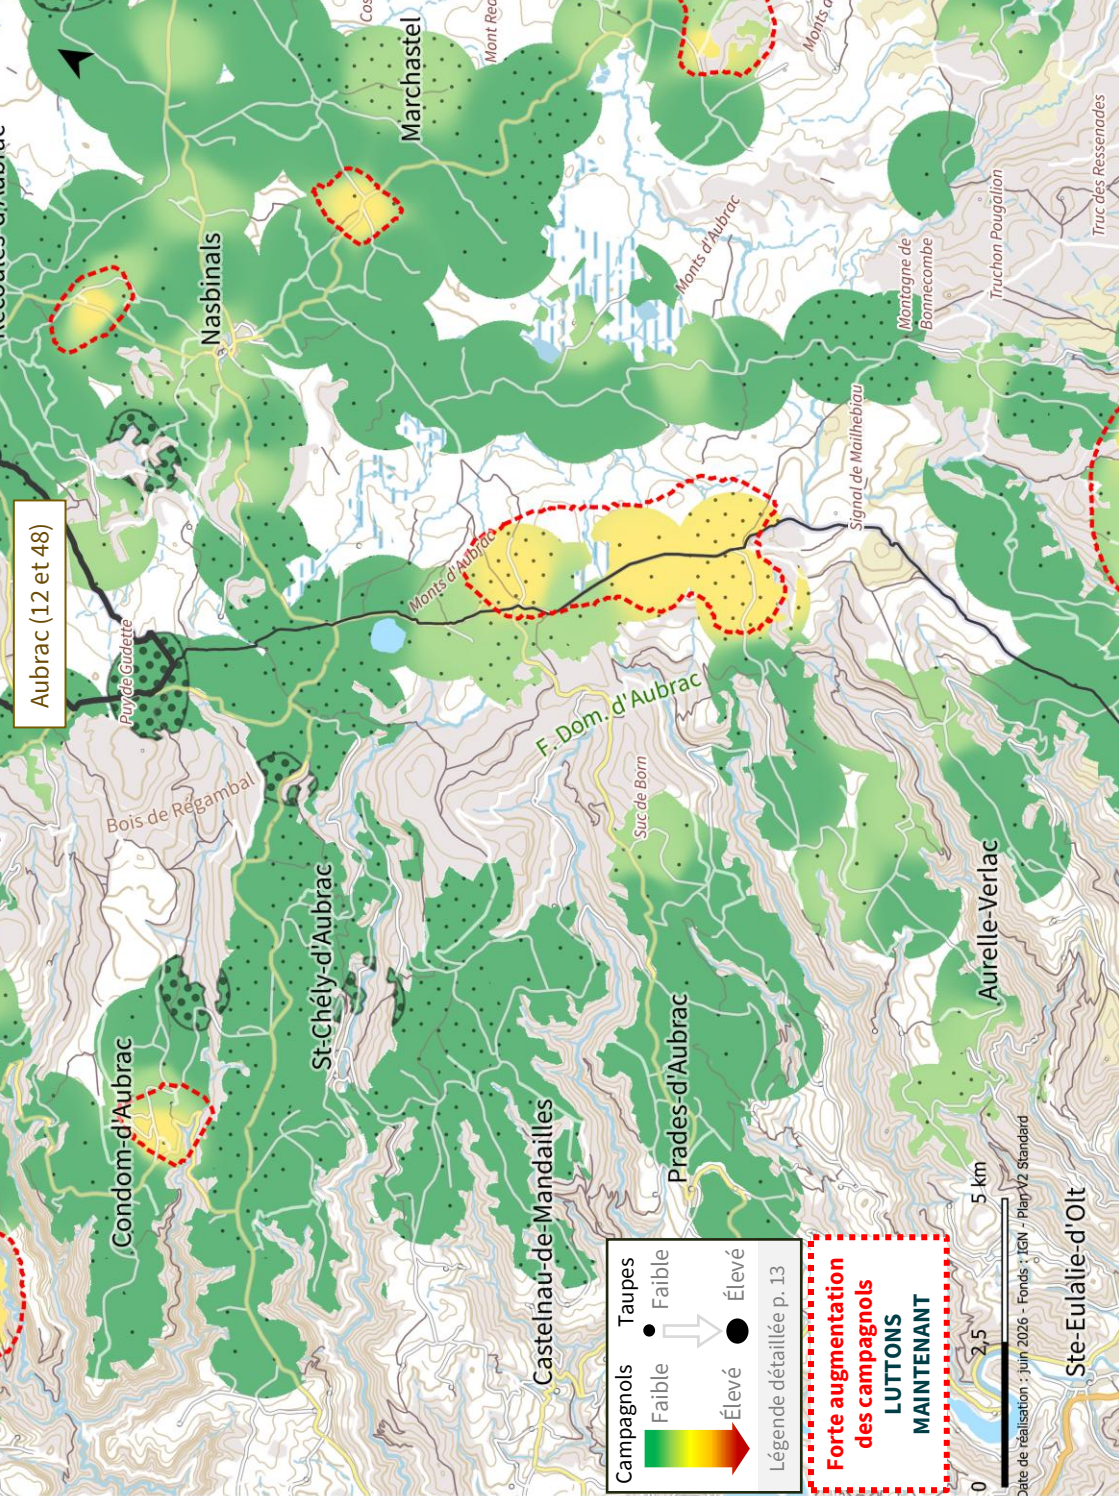 Aubrac (12 et 48)
Nasbinals
Marchastel
Monts d'Aubrac
Monts d'Aubrac
Montagne de
Bonnecombe
Truchon Pougalion
Truc des Ressenades
Signal de Mailhebiau
Puy de Gudette
Bois de Régambal
F. Dom. d'Aubrac
Suc de Born
St-Chély-d'Aubrac
Condom-d'Aubrac
Aurelle-Verlac
Prades-d'Aubrac
Castelnau-de-Mandailles
Ste-Eulalie-d'Olt
Campagnols
Taupes
Faible
Faible
Élevé
Élevé
Légende détaillée p. 13
Forte augmentation
des campagnols
LUTTONS
MAINTENANT
0 2,5 5 km
Date de réalisation : juin 2026 - Fonds : IGN - PlanV2 Standard